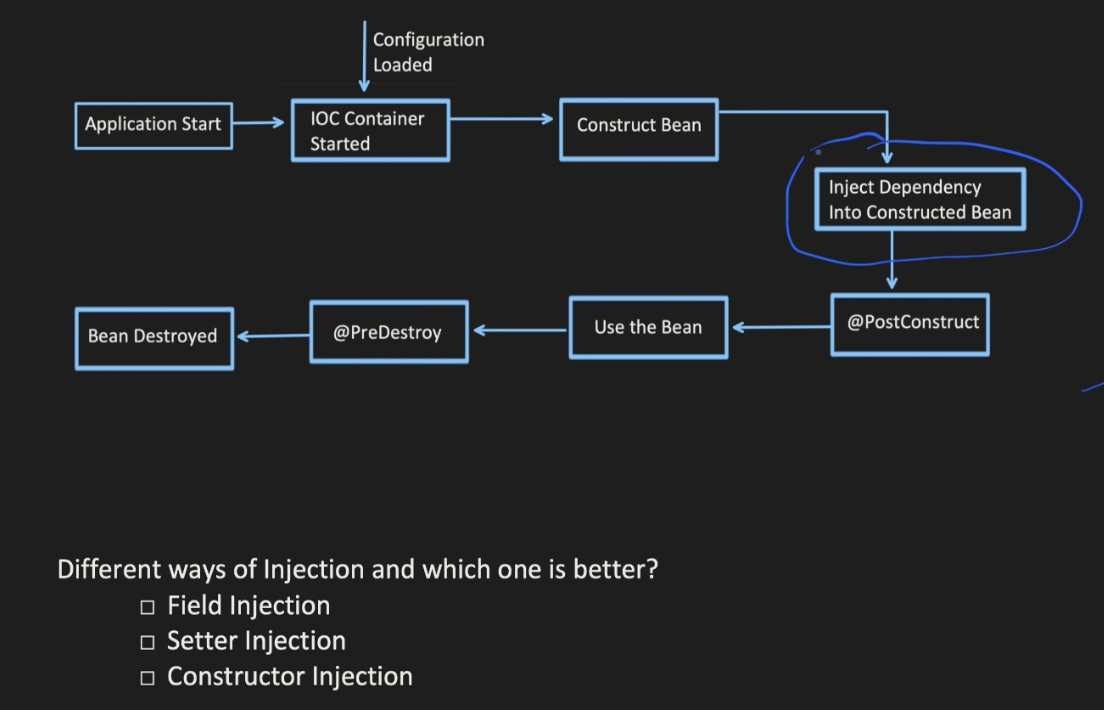 Configuration
Loaded
Application Start
IOC Container
Started
Construct Bean
Inject Dependency
Into Constructed Bean
@PostConstruct
Use the Bean
@PreDestroy
Bean Destroyed
Different ways of Injection and which one is better?
Field Injection
Setter Injection
Constructor Injection